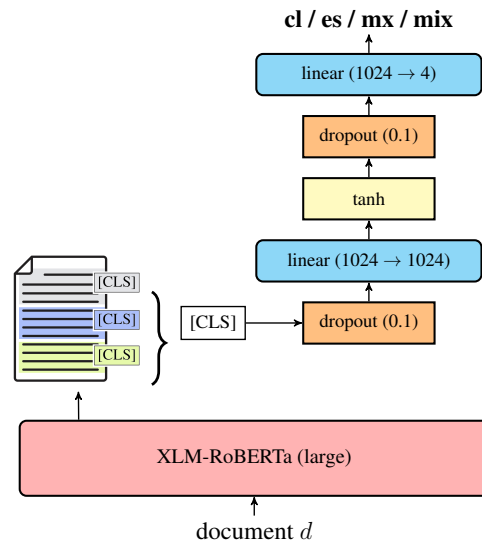 cl / es / mx / mix
linear (1024 → 4)
dropout (0.1)
tanh
linear (1024 → 1024)
[CLS]
[CLS]
[CLS]
[CLS]
dropout (0.1)
XLM-RoBERTa (large)
document d